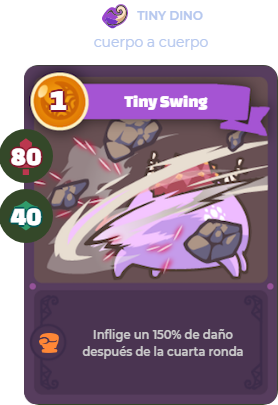 TINY DINO
cuerpo a cuerpo
1
Tiny Swing
80
40
Inflige un 150% de daño
después de la cuarta ronda